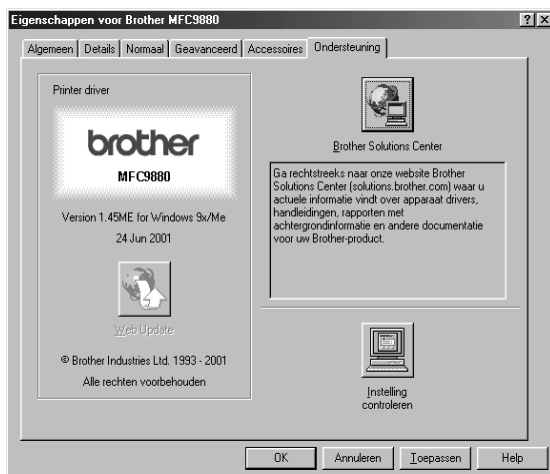 Eigenschappen voor Brother MFC9880
Algemeen Details Normaal Geavanceerd Accessoires Ondersteuning
Printer driver
brother
MFC9880
Version 1.45ME for Windows 9x/Me
24 Jun 2001
Web Update
© Brother Industries Ltd. 1993 - 2001
Alle rechten voorbehouden
Brother Solutions Center
Ga rechtstreeks naar onze website Brother
Solutions Center (solutions.brother.com) waar u
actuele informatie vindt over apparaat drivers,
handleidingen, rapporten met
achtergrondinformatie en andere documentatie
voor uw Brother-product.
Instelling
controleren
OK Annuleren Toepassen Help